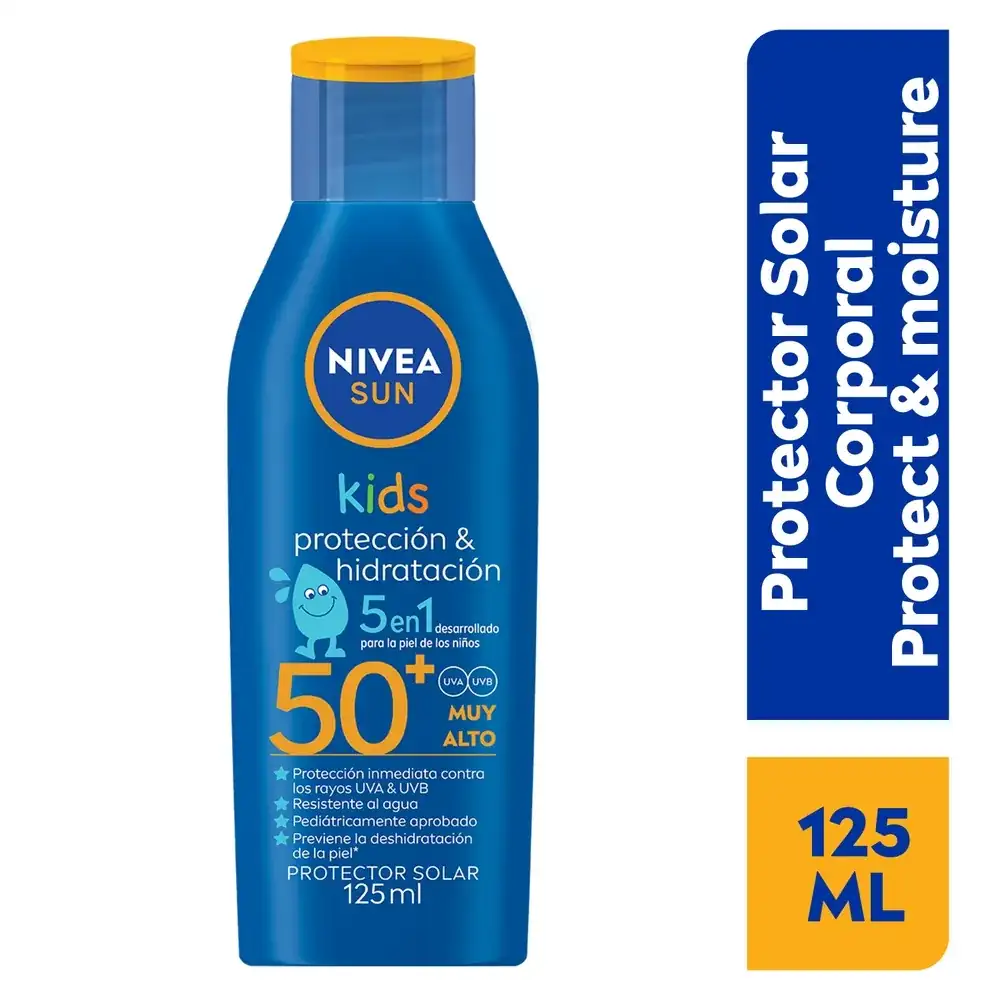 NIVEA
SUN
kids
protección &
hidratación
5 en 1 desarrollado
para la piel de los niños
50+
UVA UVB
MUY
ALTO
Protección inmediata contra
los rayos UVA & UVB
Resistente al agua
Pediátricamente aprobado
Previene la deshidratación
de la piel*
PROTECTOR SOLAR
125 ml
Protector Solar
Corporal
Protect & moisture
125
ML